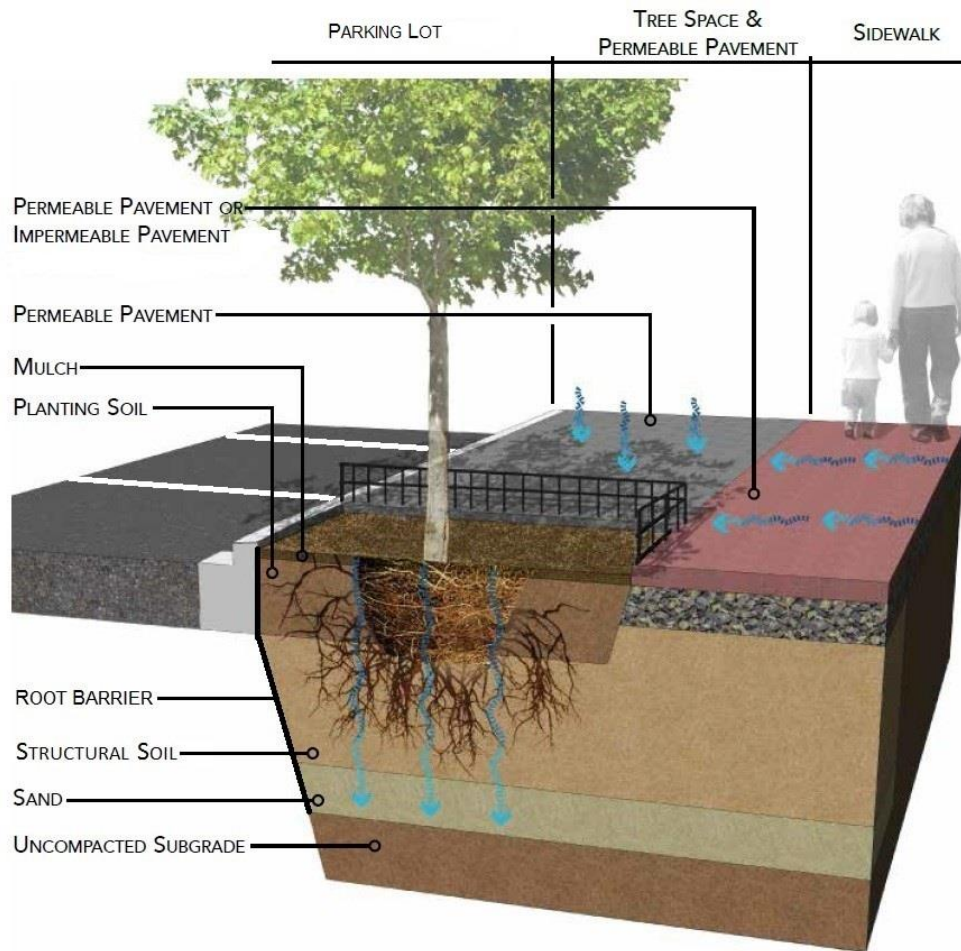 Parking Lot
Tree Space &
Permeable Pavement
Sidewalk
Permeable Pavement or
Impermeable Pavement
Permeable Pavement
Mulch
Planting Soil
Root Barrier
Structural Soil
Sand
Uncompacted Subgrade